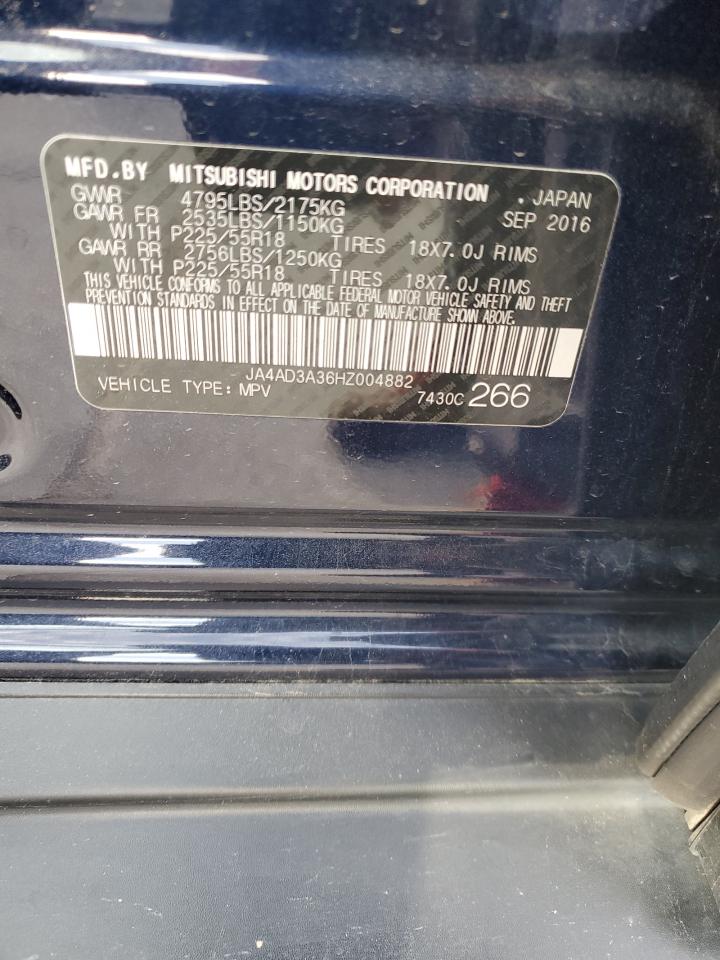 MFD.BY MITSUBISHI MOTORS CORPORATION . JAPAN
GVWR 4795LBS/2175KG SEP 2016
GAWR FR 2535LBS/1150KG
WITH P225/55R18 TIRES 18X7.0J RIMS
GAWR RR 2756LBS/1250KG
WITH P225/55R18 TIRES 18X7.0J RIMS
THIS VEHICLE CONFORMS TO ALL APPLICABLE FEDERAL MOTOR VEHICLE SAFETY AND THEFT
PREVENTION STANDARDS IN EFFECT ON THE DATE OF MANUFACTURE SHOWN ABOVE.
JA4AD3A36HZ004882
VEHICLE TYPE:MPV 7430C 266